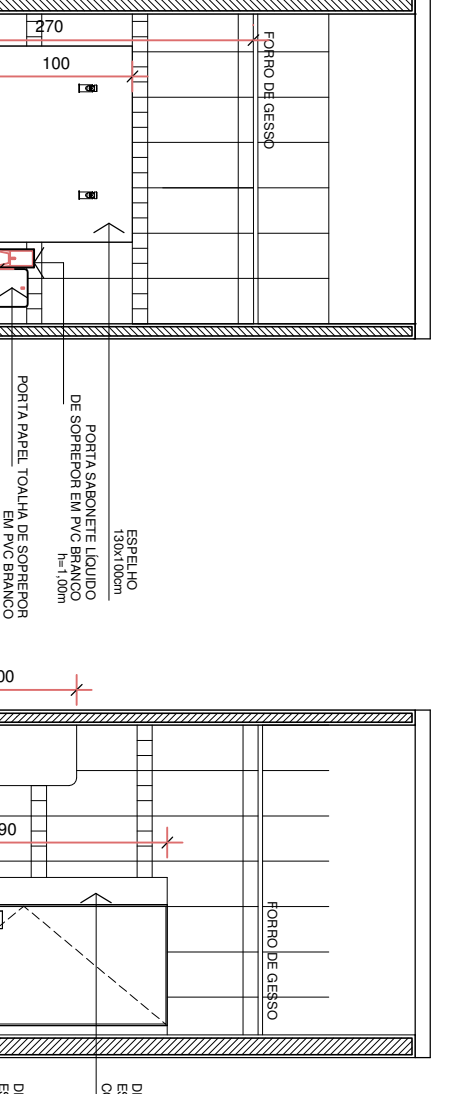 270
100
FORRO DE GESSO
ESPELHO
130x100cm
PORTA SABONETE LÍQUIDO
DE SOPREPOR EM PVC BRANCO
h=1,00m
PORTA PAPEL TOALHA DE SOPREPOR
EM PVC BRANCO
00
90
FORRO DE GESSO